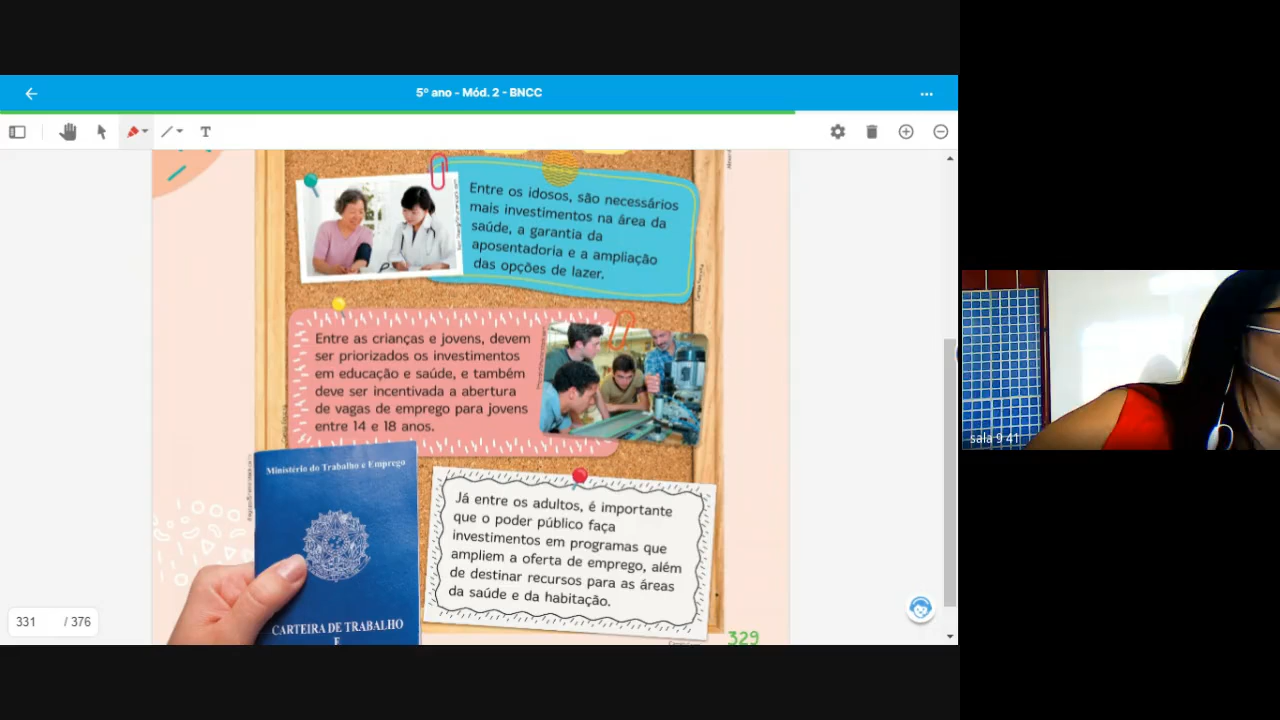 5º ano - Mód. 2 - BNCC
T
Entre os idosos, são necessários
mais investimentos na área da
saúde, a garantia da
aposentadoria e a ampliação
das opções de lazer.
Entre as crianças e jovens, devem
ser priorizados os investimentos
em educação e saúde, e também
deve ser incentivada a abertura
de vagas de emprego para jovens
entre 14 e 18 anos.
Ministério do Trabalho e Emprego
CARTEIRA DE TRABALHO
E
Já entre os adultos, é importante
que o poder público faça
investimentos em programas que
ampliem a oferta de emprego, além
de destinar recursos para as áreas
da saúde e da habitação.
329
331 / 376
sala 9 41